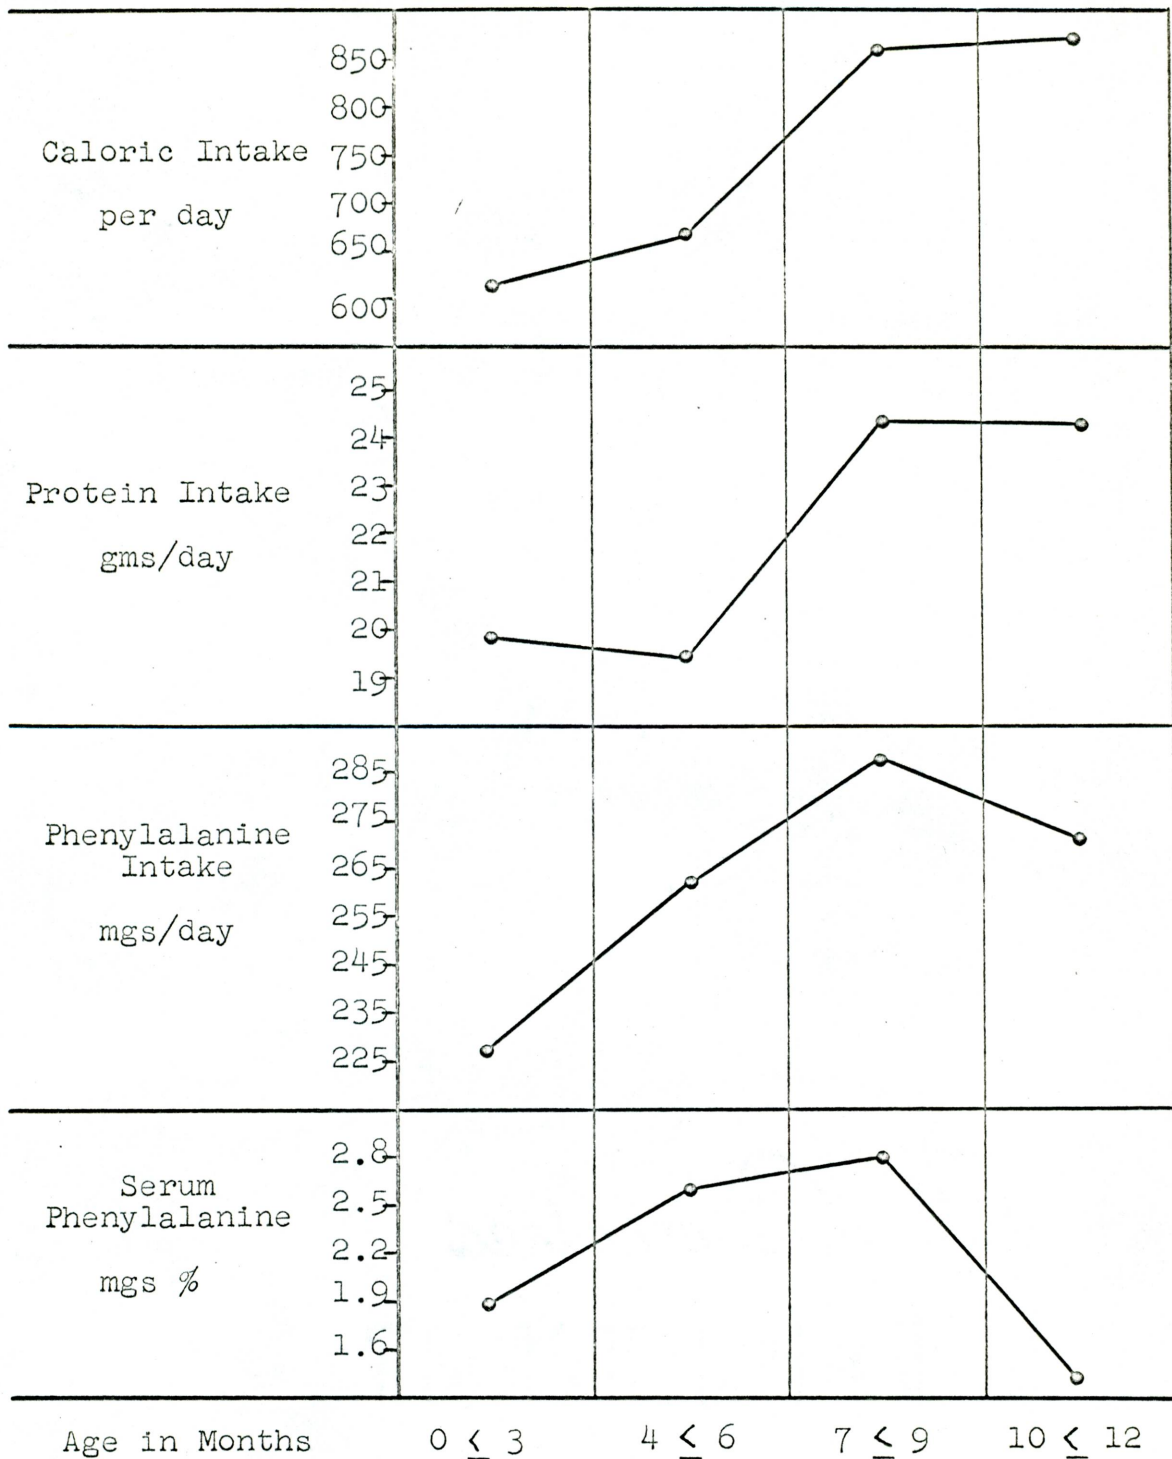 850
800
Caloric Intake 750
700
per day
650
600
25
24
Protein Intake 23
22
gms/day
21
20
19
285
275
Phenylalanine
Intake
265
255
mgs/day
245
235
225
2.8
Serum
Phenylalanine
2.5
2.2
mgs %
1.9
1.6
Age in Months 0 ≤ 3 4 ≤ 6 7 ≤ 9 10 ≤ 12